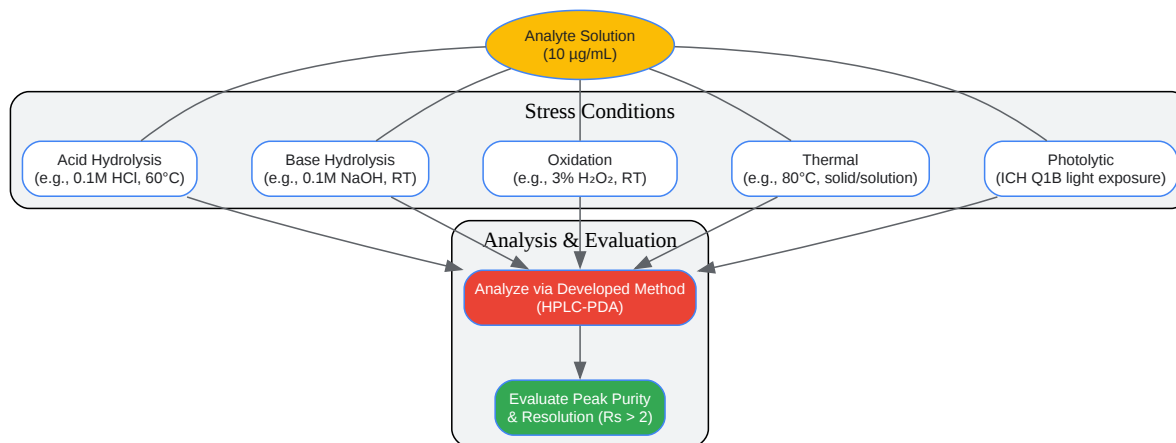 Analyte Solution
(10 µg/mL)
Stress Conditions
Acid Hydrolysis
(e.g., 0.1M HCl, 60°C)
Base Hydrolysis
(e.g., 0.1M NaOH, RT)
Oxidation
(e.g., 3% H₂O₂, RT)
Thermal
(e.g., 80°C, solid/solution)
Photolytic
(ICH Q1B light exposure)
Analysis & Evaluation
Analyze via Developed Method
(HPLC-PDA)
Evaluate Peak Purity
& Resolution (Rs > 2)